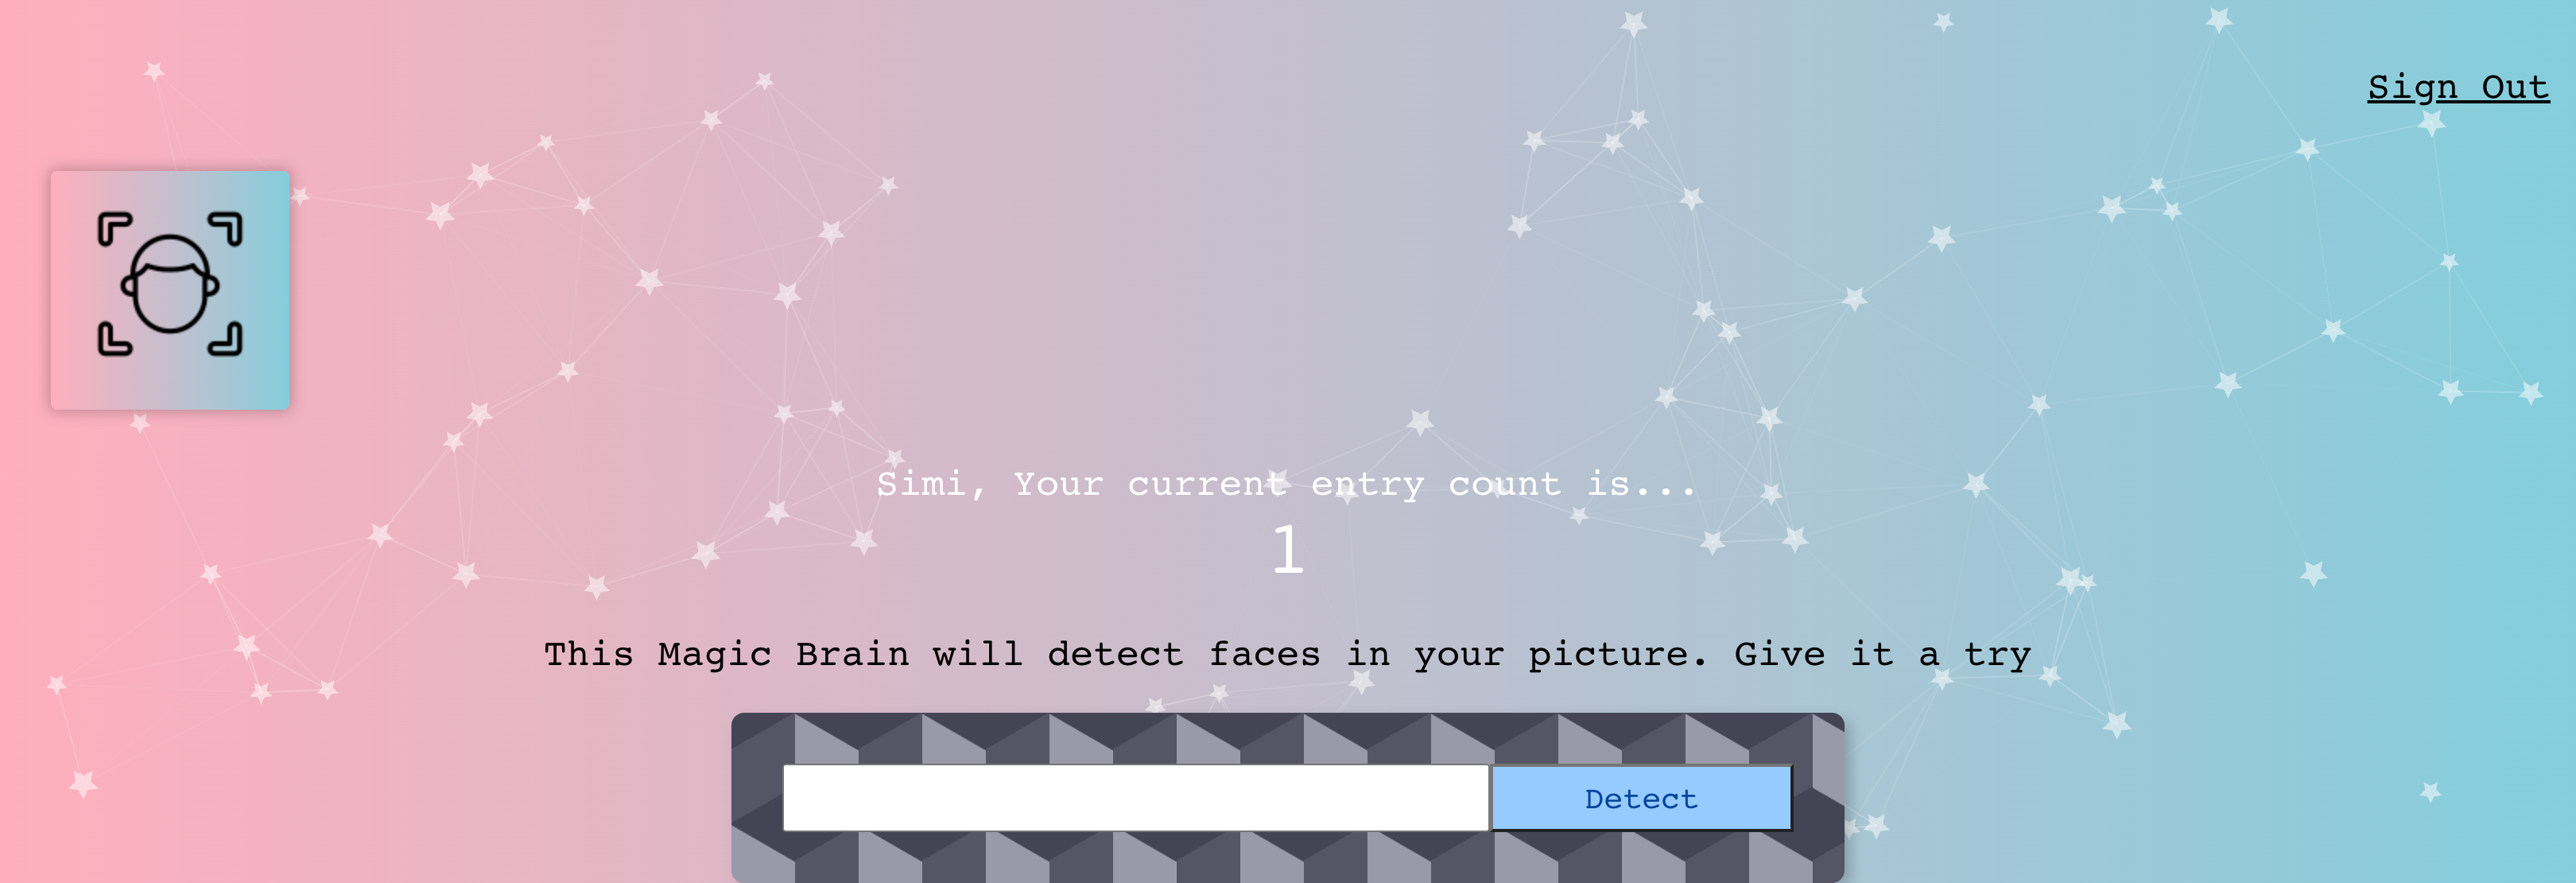 Sign Out
Simi, Your current entry count is...
1
This Magic Brain will detect faces in your picture. Give it a try
Detect